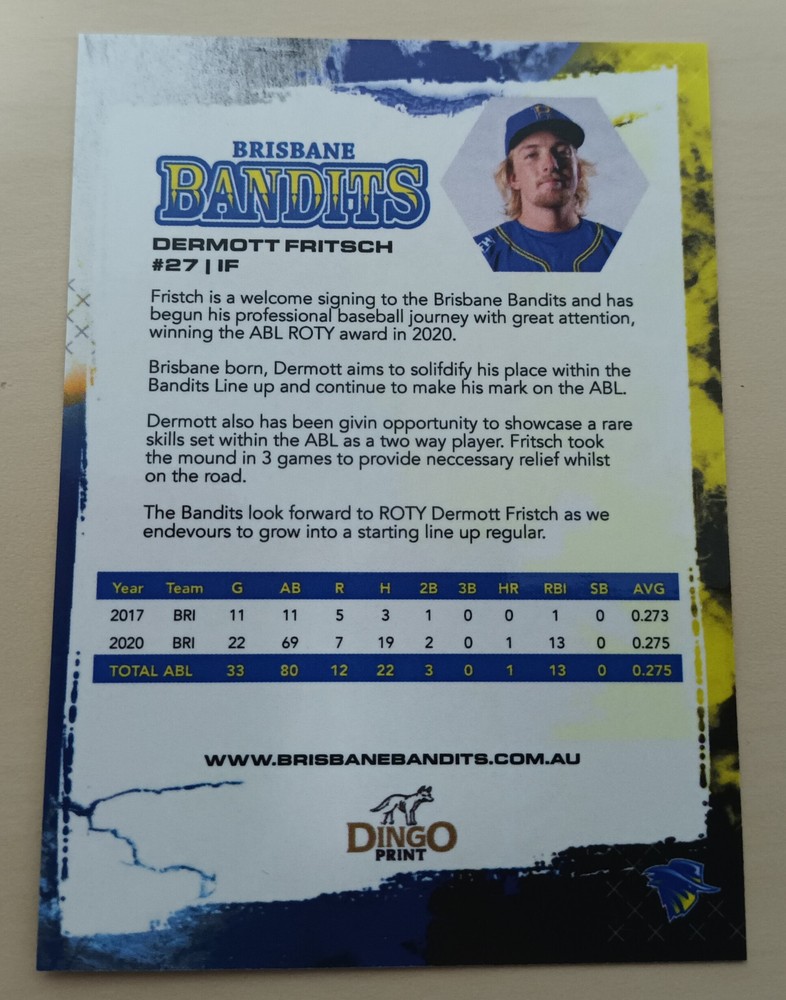 BRISBANE
BANDITS
DERMOTT FRITSCH
#27 | IF
Fristch is a welcome signing to the Brisbane Bandits and has
begun his professional baseball journey with great attention,
winning the ABL ROTY award in 2020.
Brisbane born, Dermott aims to solifdify his place within the
Bandits Line up and continue to make his mark on the ABL.
Dermott also has been givin opportunity to showcase a rare
skills set within the ABL as a two way player. Fritsch took
the mound in 3 games to provide neccessary relief whilst
on the road.
The Bandits look forward to ROTY Dermott Fristch as we
endevours to grow into a starting line up regular.
Year Team G AB R H 2B 3B HR RBI SB AVG
2017 BRI 11 11 5 3 1 0 0 1 0 0.273
2020 BRI 22 69 7 19 2 0 1 13 0 0.275
TOTAL ABL 33 80 12 22 3 0 1 13 0 0.275
WWW.BRISBANEBANDITS.COM.AU
DINGO
PRINT